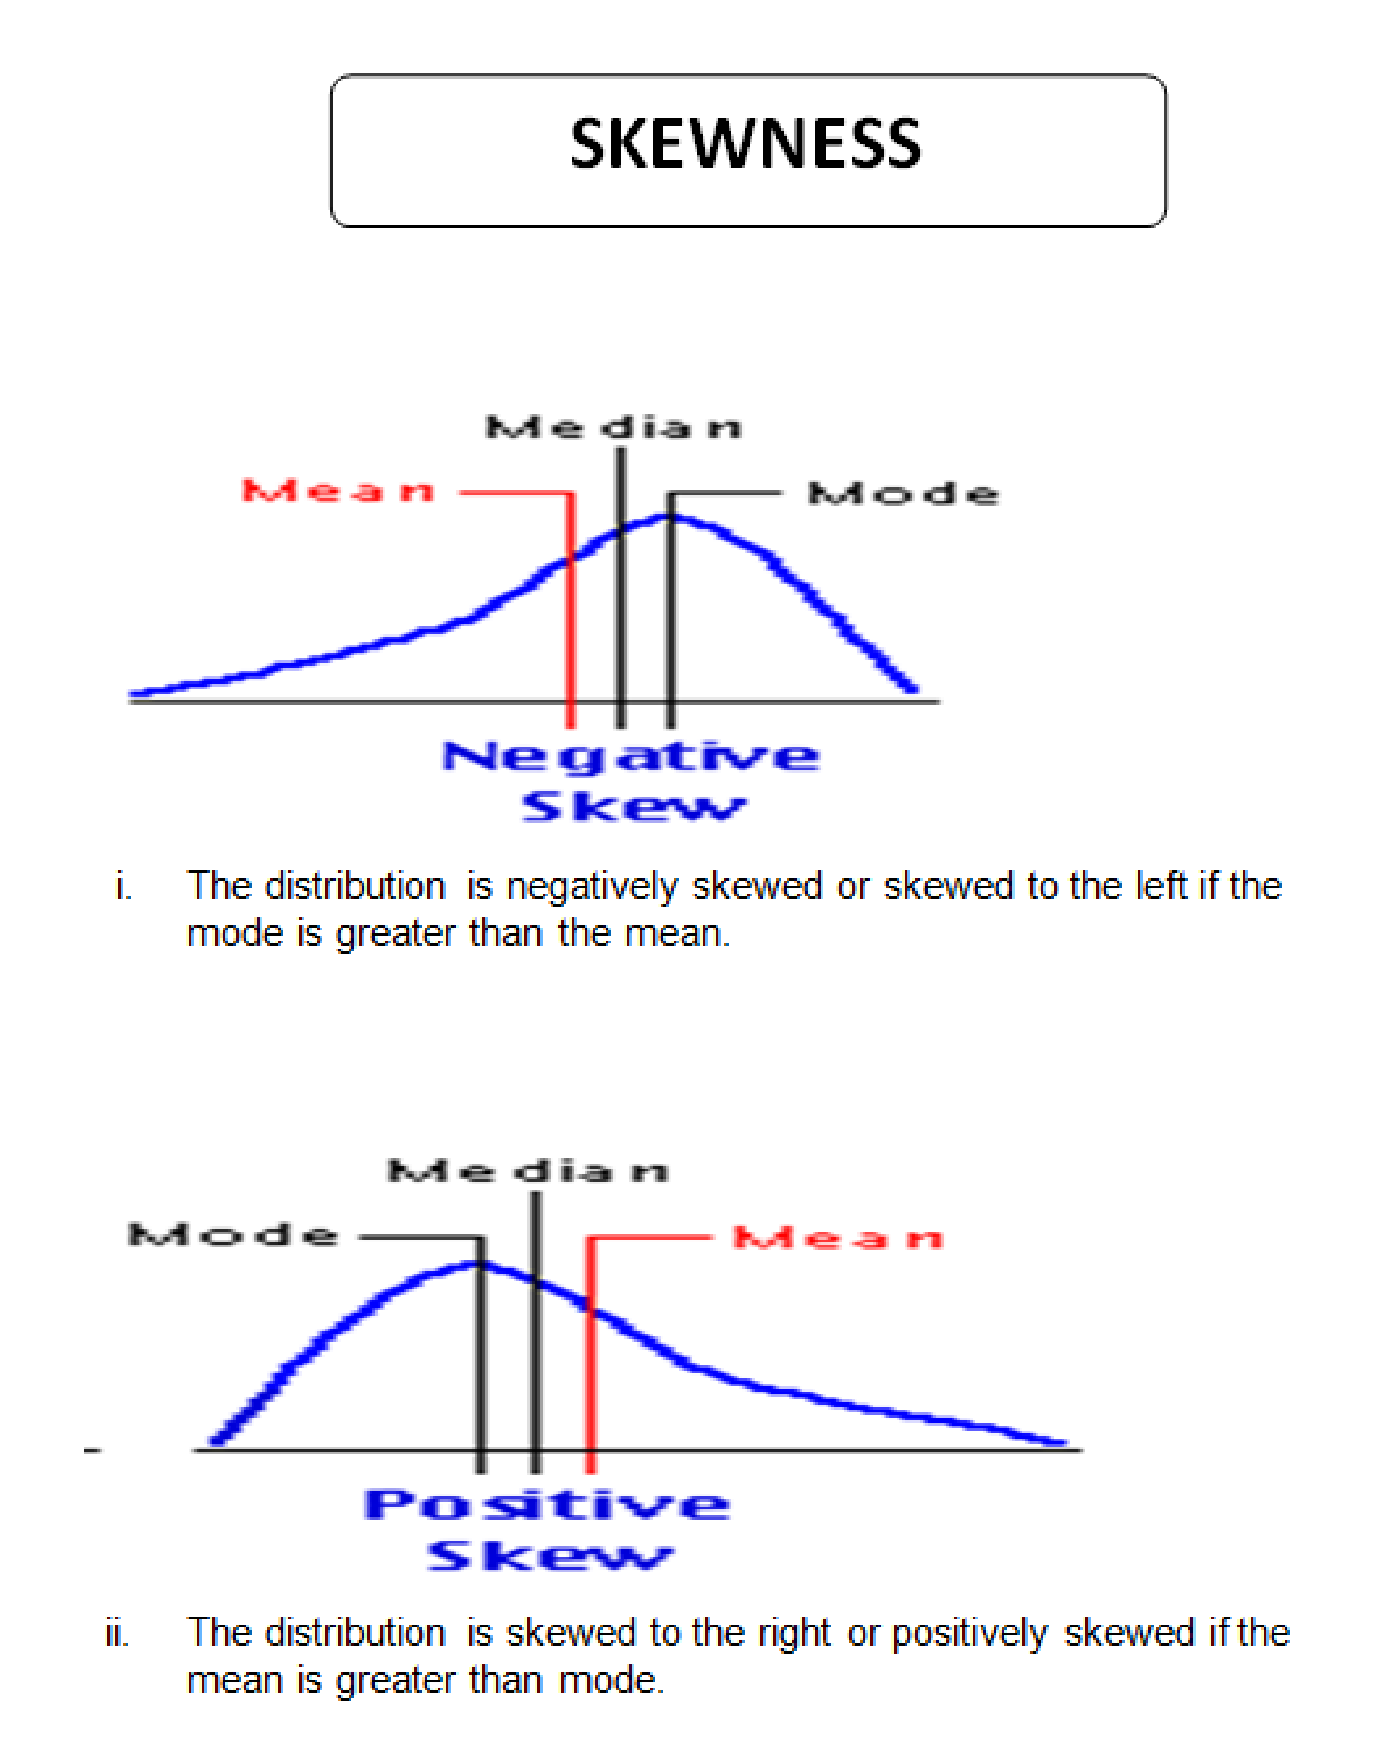 SKEWNESS
Median
Mean
Mode
Negative
Skew
i. The distribution is negatively skewed or skewed to the left if the
mode is greater than the mean.
Median
Mode
Mean
Positive
Skew
ii. The distribution is skewed to the right or positively skewed if the
mean is greater than mode.